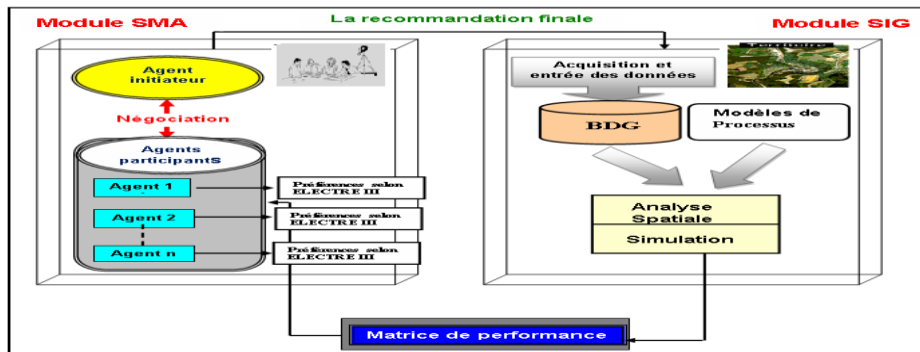 La recommandation finale
Module SMA
Module SIG
Agent
initiateur
Négociation
Agents
participants
Agent 1
Préférences selon
ELECTRE III
Agent 2
Préférences selon
ELECTRE III
Agent n
Préférences selon
ELECTRE III
Territoire
Acquisition et
entrée des données
BDG
Modèles de
Processus
Analyse
Spatiale
Simulation
Matrice de performance